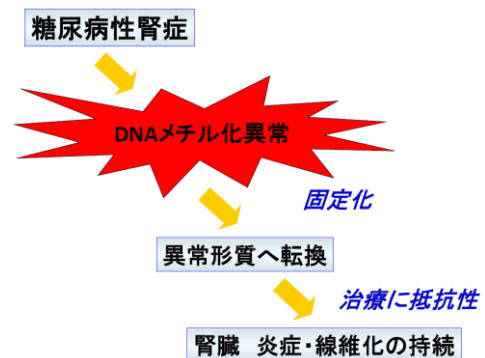 糖尿病性腎症
DNAメチル化異常
固定化
異常形質へ転換
治療に抵抗性
腎臓 炎症・線維化の持続